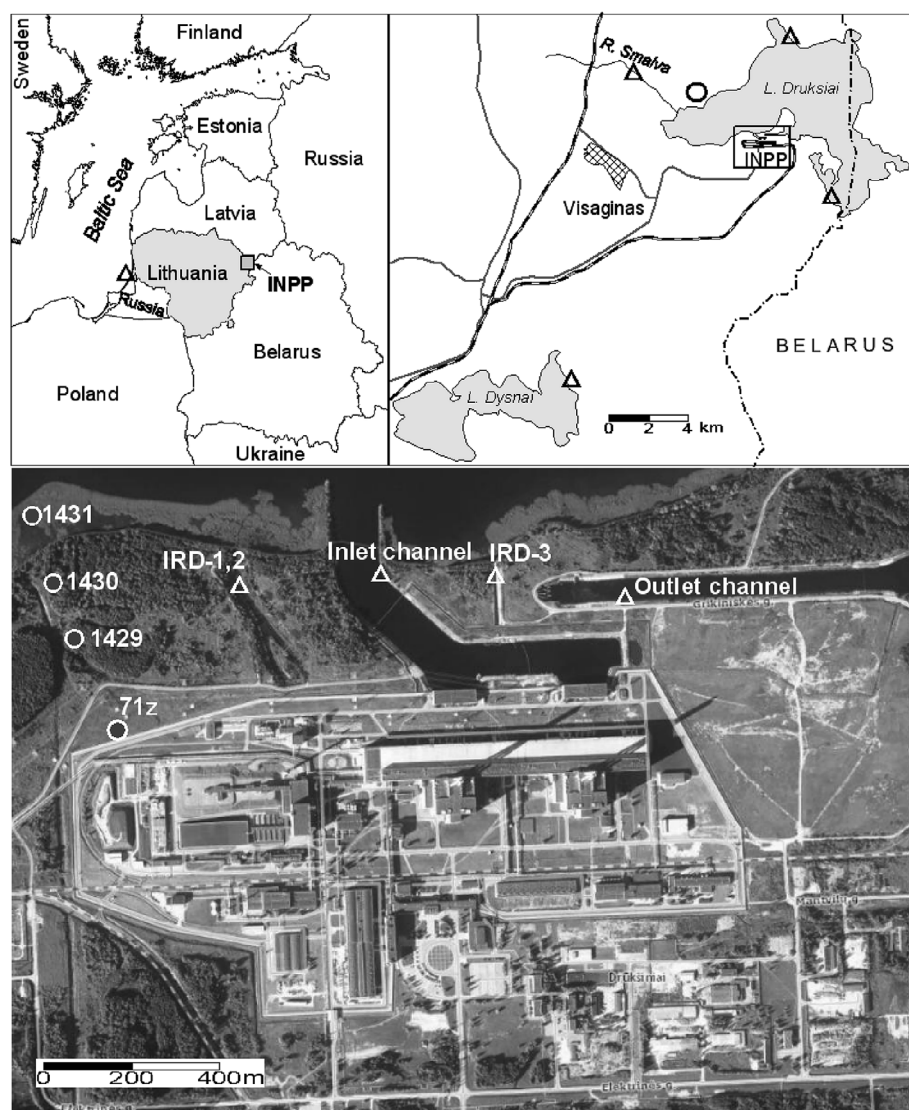 Sweden
Finland
Estonia
Russia
Baltic Sea
Latvia
Lithuania
INPP
Russia
Belarus
Poland
Ukraine
R. Smalva
L. Druksiai
INPP
Visaginas
BELARUS
L. Dysnai
0 2 4 km
1431
IRD-1,2
Inlet channel
IRD-3
1430
Outlet channel
Grikiniskes g.
1429
71z
Drūkšiniai
0 200 400m